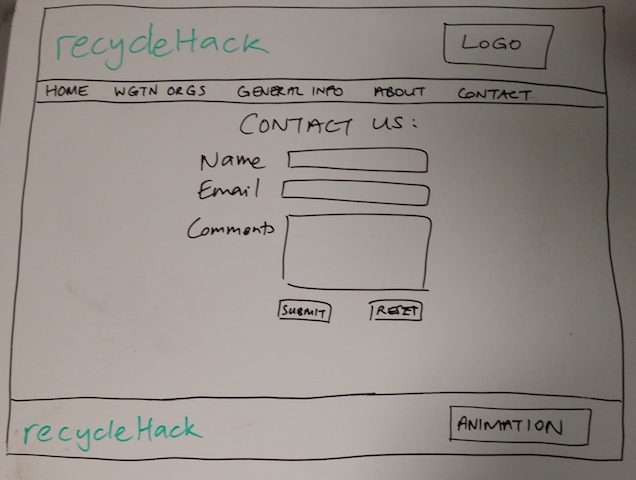 recycleHack LOGO
HOME WGTN ORGS GENERAL INFO ABOUT CONTACT
CONTACT US:
Name
Email
Comments
SUBMIT RESET
recycleHack ANIMATION